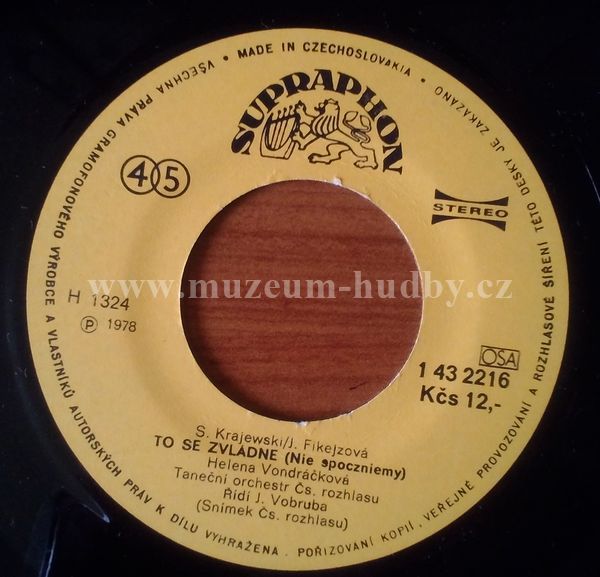 VŠECHNA PRÁVA GRAMOFONOVÉHO VÝROBCE A VLASTNÍKŮ AUTORSKÝCH PRÁV K DÍLU VYHRAŽENA. POŘIZOVÁNÍ KOPIÍ, VEŘEJNÉ PROVOZOVÁNÍ A ROZHLASOVÉ ŠÍŘENÍ TÉTO DESKY JE ZAKÁZÁNO • MADE IN CZECHOSLOVAKIA •
SUPRAPHON
45
STEREO
www.muzeum-hudby.cz
H 1324
Ⓟ 1978
OSA
1 43 2216
Kčs 12,-
S. Krajewski/J. Fikejzová
TO SE ZVLÁDNE (Nie spoczniemy)
Helena Vondráčková
Taneční orchestr Čs. rozhlasu
Řídí J. Vobruba
(Snímek Čs. rozhlasu)